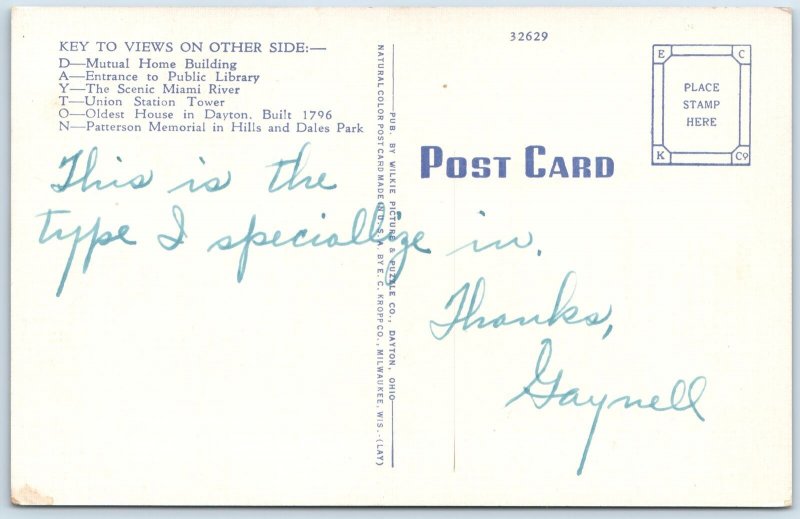 32629
KEY TO VIEWS ON OTHER SIDE:—
D—Mutual Home Building
A—Entrance to Public Library
Y—The Scenic Miami River
T—Union Station Tower
O—Oldest House in Dayton, Built 1796
N—Patterson Memorial in Hills and Dales Park
This is the
type I speciallize in.
Thanks,
Gaynell
NATURAL COLOR POST CARD MADE IN U. S. A. BY E. C. KROPP CO., MILWAUKEE, WIS.-(LAY)
PUB. BY WILKIE PICTURE & PUZZLE CO., DAYTON, OHIO
POST CARD
E C
PLACE
STAMP
HERE
K Co